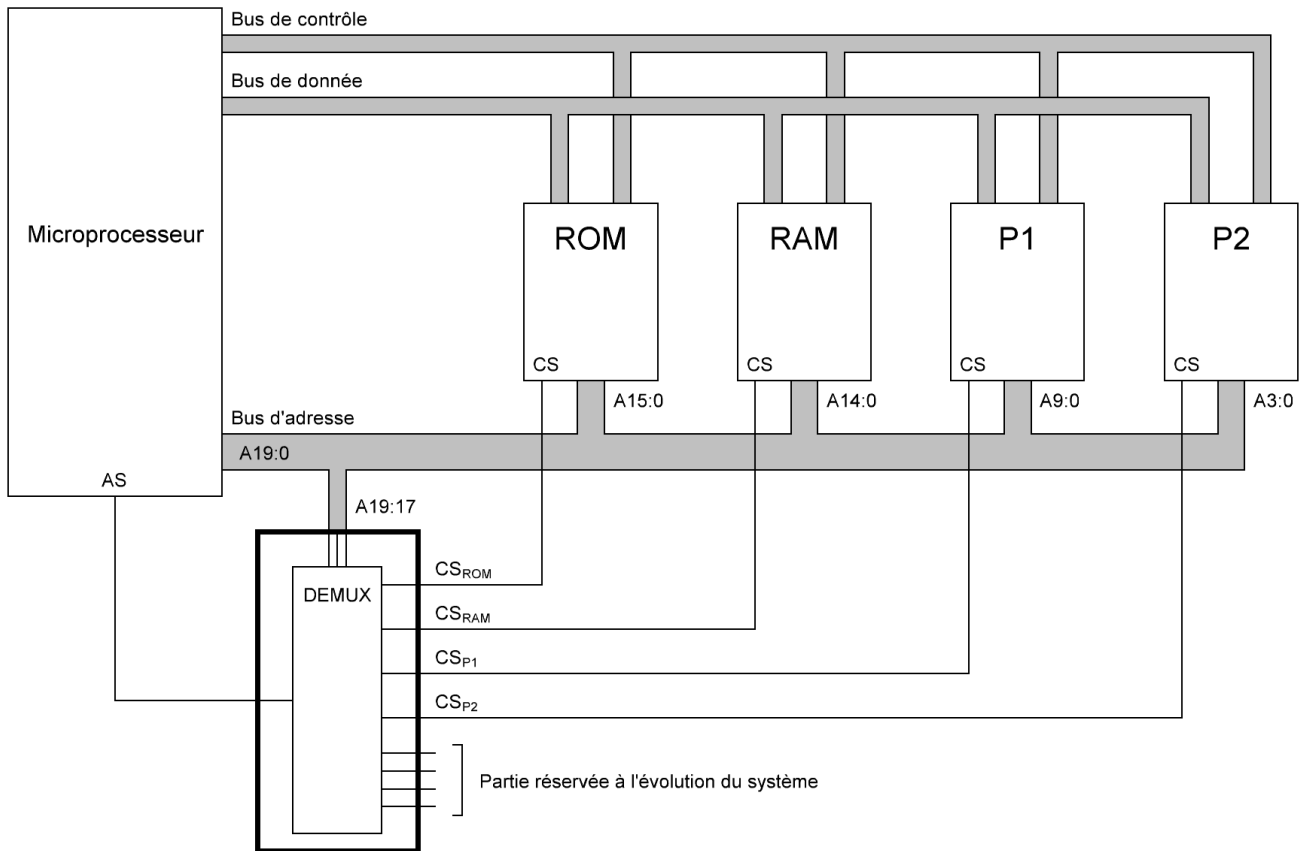 Bus de contrôle
Bus de donnée
Microprocesseur
ROM
RAM
P1
P2
CS
CS
CS
CS
A15:0
A14:0
A9:0
A3:0
Bus d'adresse
A19:0
AS
A19:17
DEMUX
CSROM
CSRAM
CSP1
CSP2
Partie réservée à l'évolution du système